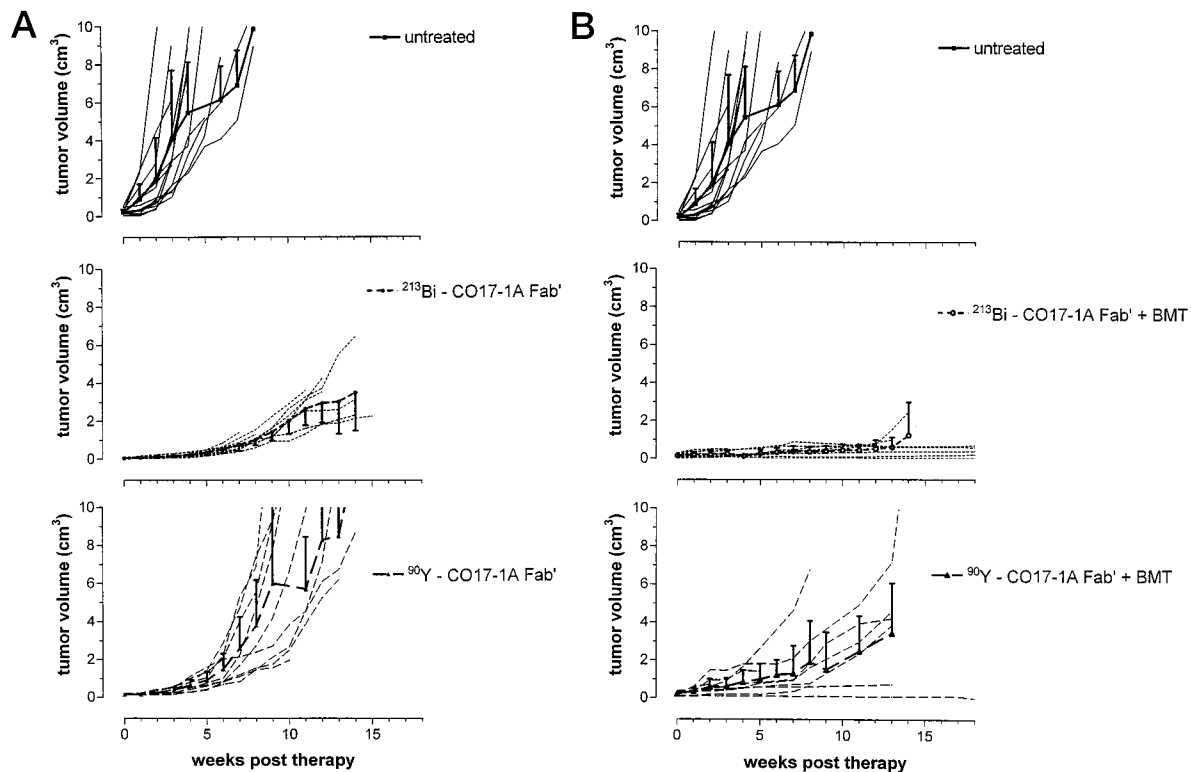 A
10
8
6
4
2
0
tumor volume (cm³)
untreated
10
8
6
4
2
0
tumor volume (cm³)
²¹³Bi - CO17-1A Fab'
10
8
6
4
2
0
tumor volume (cm³)
⁹⁰Y - CO17-1A Fab'
0 5 10 15
weeks post therapy
B
10
8
6
4
2
0
tumor volume (cm³)
untreated
10
8
6
4
2
0
tumor volume (cm³)
²¹³Bi - CO17-1A Fab' + BMT
10
8
6
4
2
0
tumor volume (cm³)
⁹⁰Y - CO17-1A Fab' + BMT
0 5 10 15
weeks post therapy